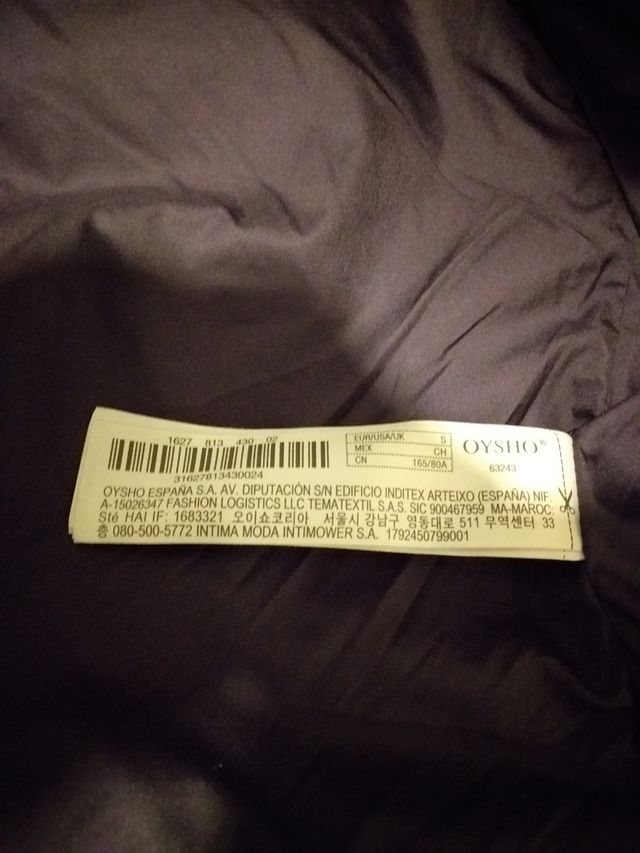 1627 813 430 02
31627813430024
EUR/USA/UK S
MEX CH
CN 165/80A
OYSHO®
63243
OYSHO ESPAÑA S.A. AV. DIPUTACIÓN S/N EDIFICIO INDITEX ARTEIXO (ESPAÑA) NIF:
A-15026347 FASHION LOGISTICS LLC TEMATEXTIL S.A.S. SIC 900467959 MA-MAROC:
Sté HAI IF: 1683321 오이쇼코리아 서울시 강남구 영동대로 511 무역센터 33
층 080-500-5772 INTIMA MODA INTIMOWER S.A. 1792450799001